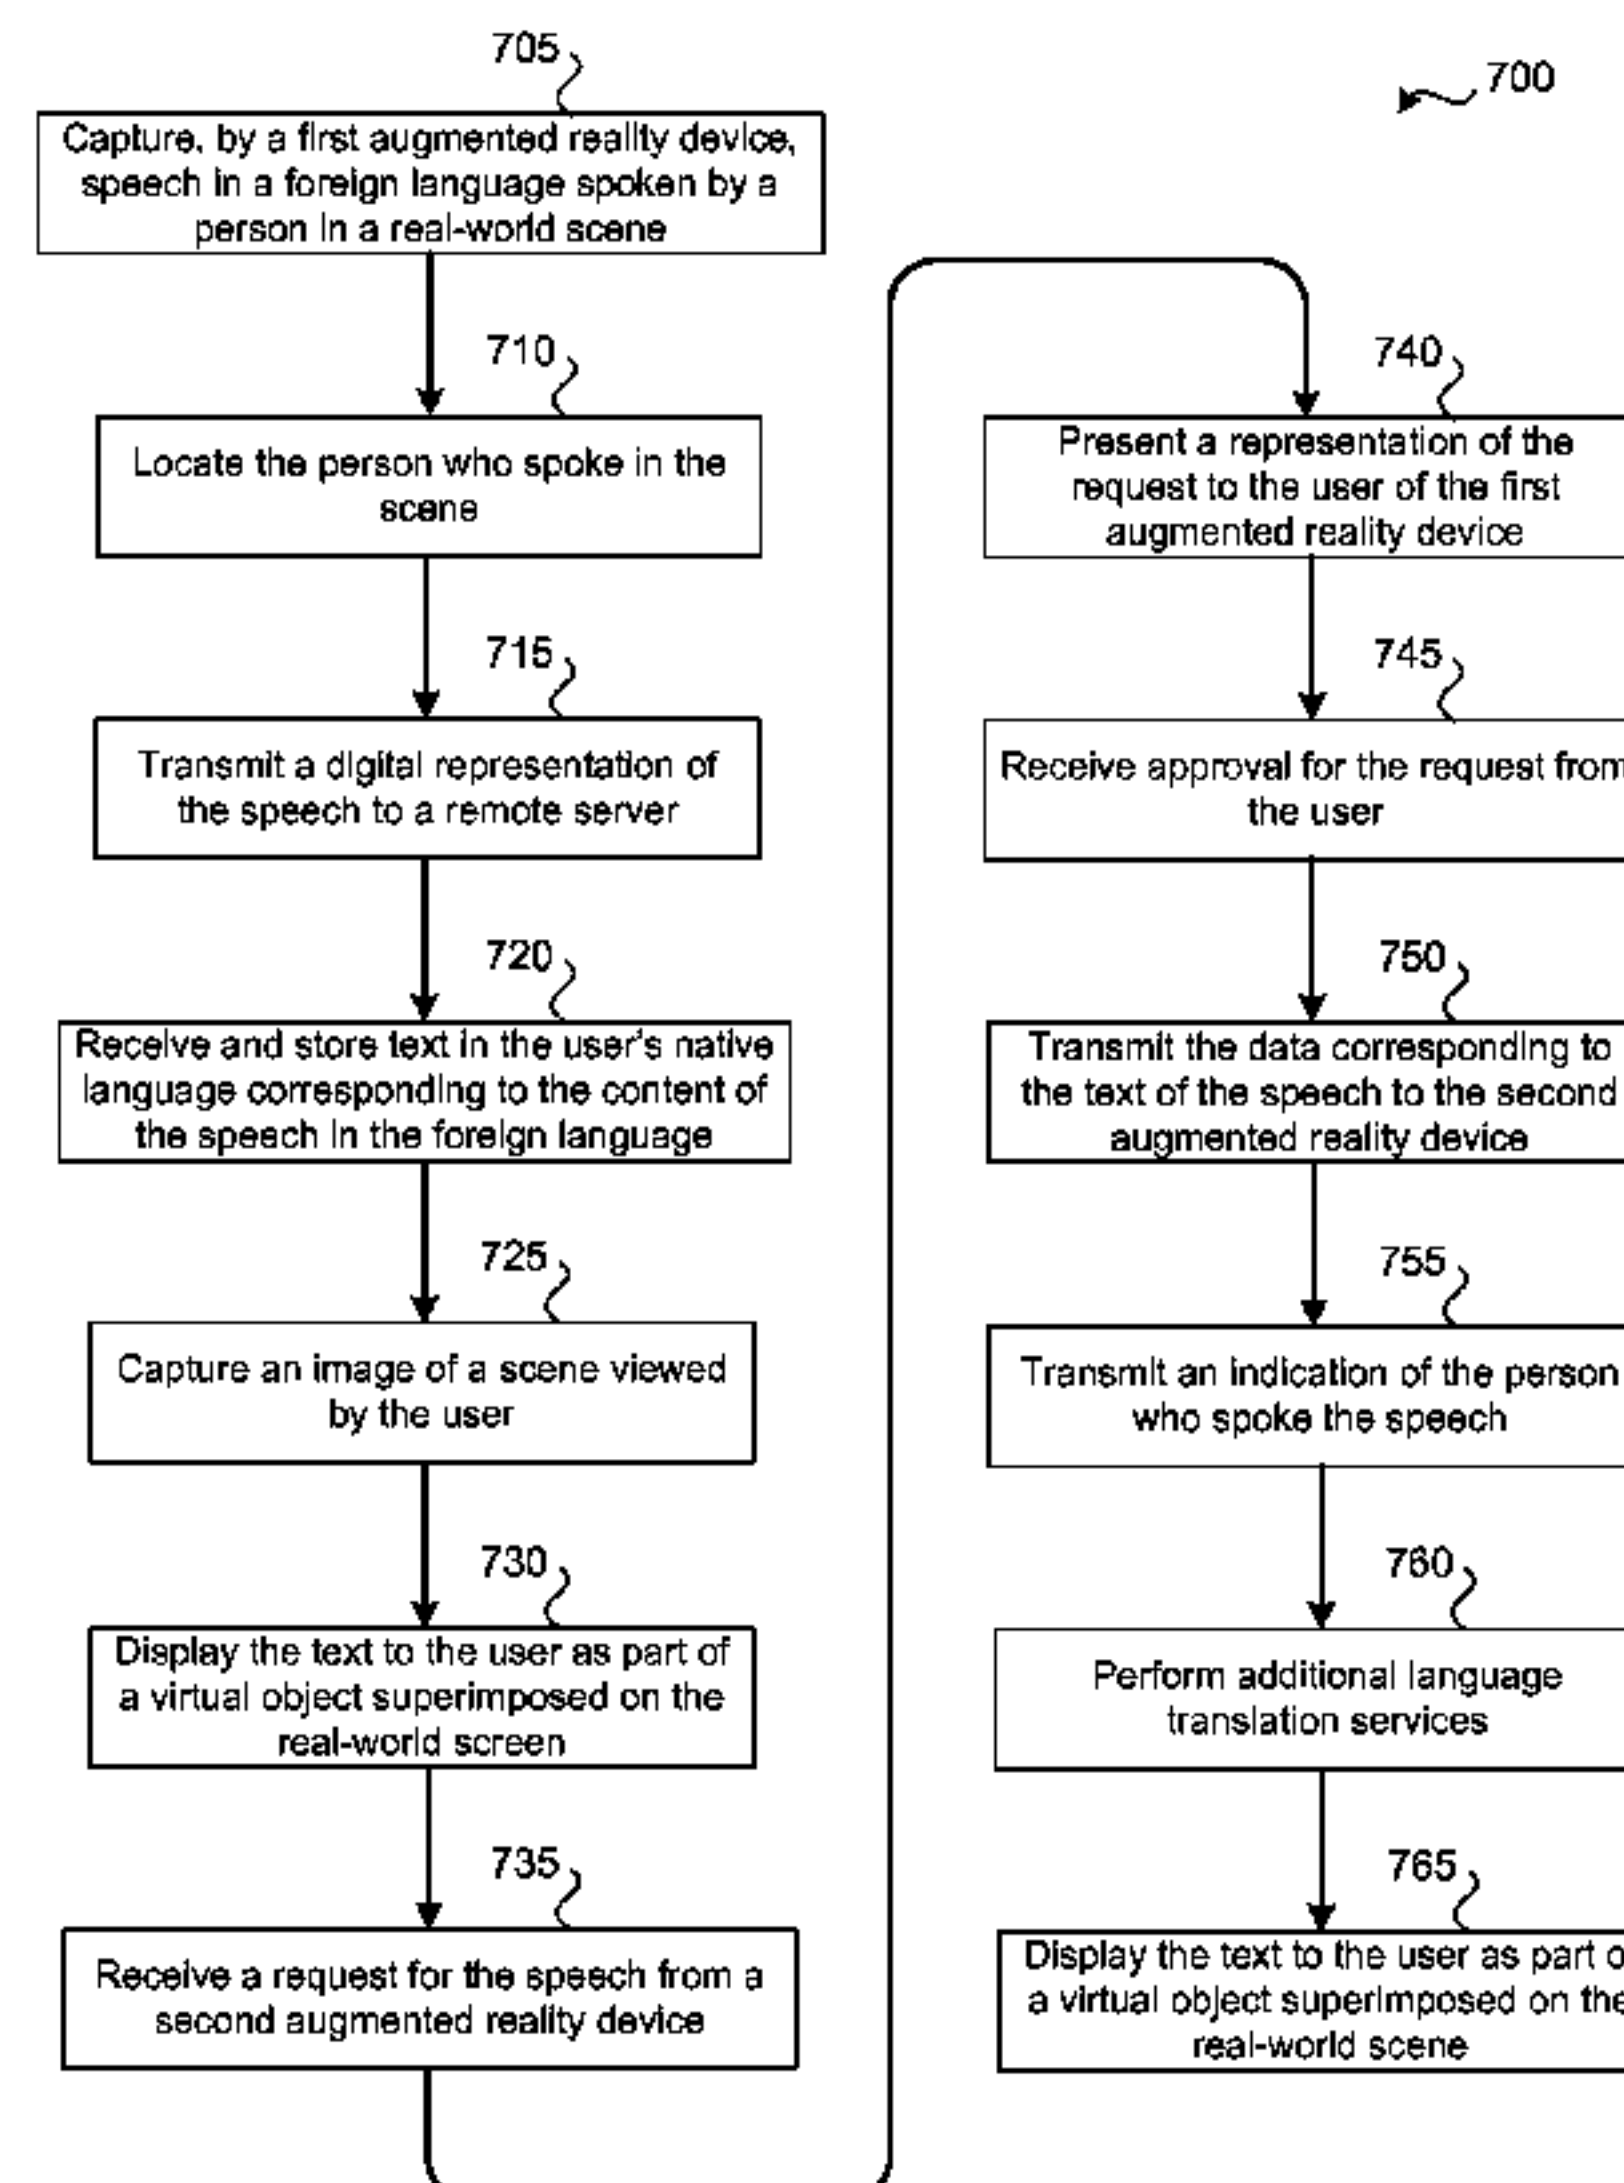 700
705
Capture, by a first augmented reality device,
speech in a foreign language spoken by a
person in a real-world scene
710
Locate the person who spoke in the
scene
715
Transmit a digital representation of
the speech to a remote server
720
Receive and store text in the user's native
language corresponding to the content of
the speech in the foreign language
725
Capture an image of a scene viewed
by the user
730
Display the text to the user as part of
a virtual object superimposed on the
real-world screen
735
Receive a request for the speech from a
second augmented reality device
740
Present a representation of the
request to the user of the first
augmented reality device
745
Receive approval for the request from
the user
750
Transmit the data corresponding to
the text of the speech to the second
augmented reality device
755
Transmit an indication of the person
who spoke the speech
760
Perform additional language
translation services
765
Display the text to the user as part o
a virtual object superimposed on the
real-world scene